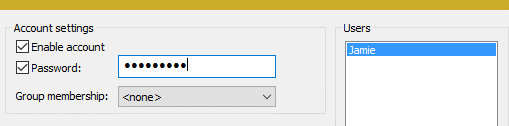 Account settings
Enable account
Password: •••••••••
Group membership: <none>
Users
Jamie